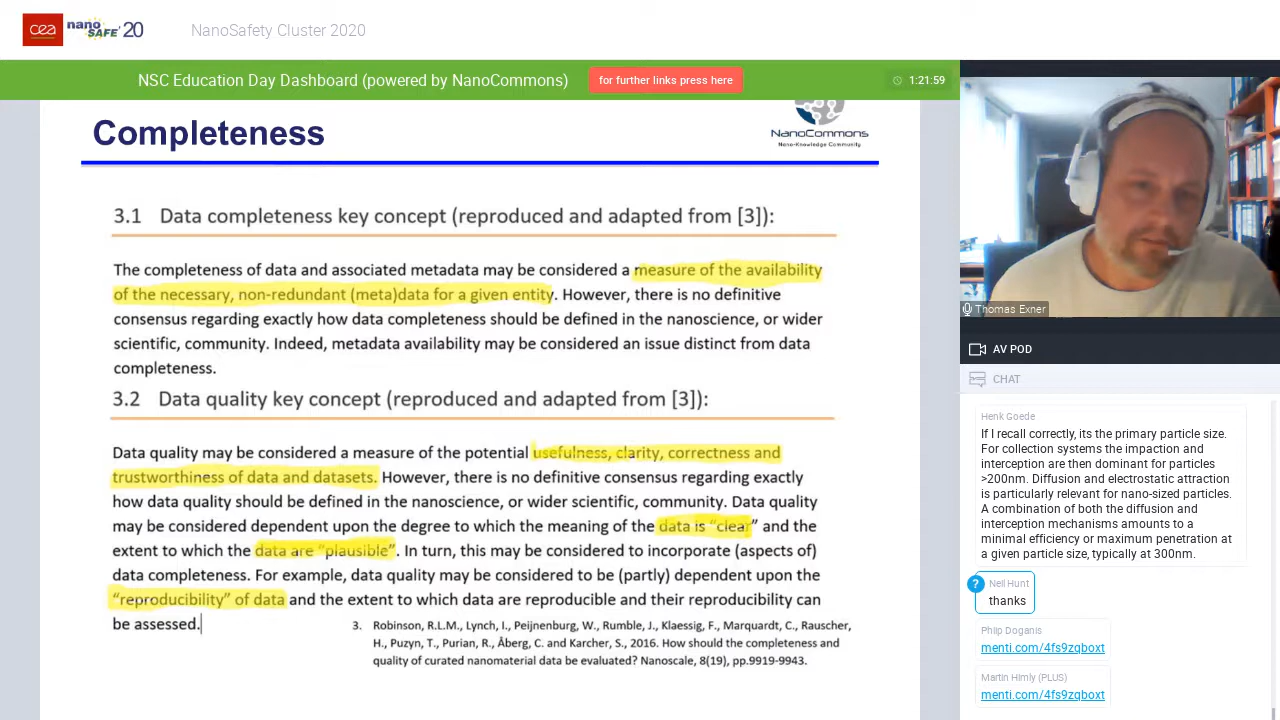 cea nano SAFE' 20
NanoSafety Cluster 2020
NSC Education Day Dashboard (powered by NanoCommons)
for further links press here
1:21:59
Completeness
NanoCommons
Nano-Knowledge Community
3.1 Data completeness key concept (reproduced and adapted from [3]):
The completeness of data and associated metadata may be considered a measure of the availability
of the necessary, non-redundant (meta)data for a given entity. However, there is no definitive
consensus regarding exactly how data completeness should be defined in the nanoscience, or wider
scientific, community. Indeed, metadata availability may be considered an issue distinct from data
completeness.
3.2 Data quality key concept (reproduced and adapted from [3]):
Data quality may be considered a measure of the potential usefulness, clarity, correctness and
trustworthiness of data and datasets. However, there is no definitive consensus regarding exactly
how data quality should be defined in the nanoscience, or wider scientific, community. Data quality
may be considered dependent upon the degree to which the meaning of the data is “clear” and the
extent to which the data are “plausible”. In turn, this may be considered to incorporate (aspects of)
data completeness. For example, data quality may be considered to be (partly) dependent upon the
“reproducibility” of data and the extent to which data are reproducible and their reproducibility can
be assessed.
3. Robinson, R.L.M., Lynch, I., Peijnenburg, W., Rumble, J., Klaessig, F., Marquardt, C., Rauscher,
H., Puzyn, T., Purian, R., Åberg, C. and Karcher, S., 2016. How should the completeness and
quality of curated nanomaterial data be evaluated? Nanoscale, 8(19), pp.9919-9943.
Thomas Exner
AV POD
CHAT
Henk Goede
If I recall correctly, its the primary particle size.
For collection systems the impaction and
interception are then dominant for particles
>200nm. Diffusion and electrostatic attraction
is particularly relevant for nano-sized particles.
A combination of both the diffusion and
interception mechanisms amounts to a
minimal efficiency or maximum penetration at
a given particle size, typically at 300nm.
?
Neil Hunt
thanks
Philip Doganis
menti.com/4fs9zqboxt
Martin Himly (PLUS)
menti.com/4fs9zqboxt